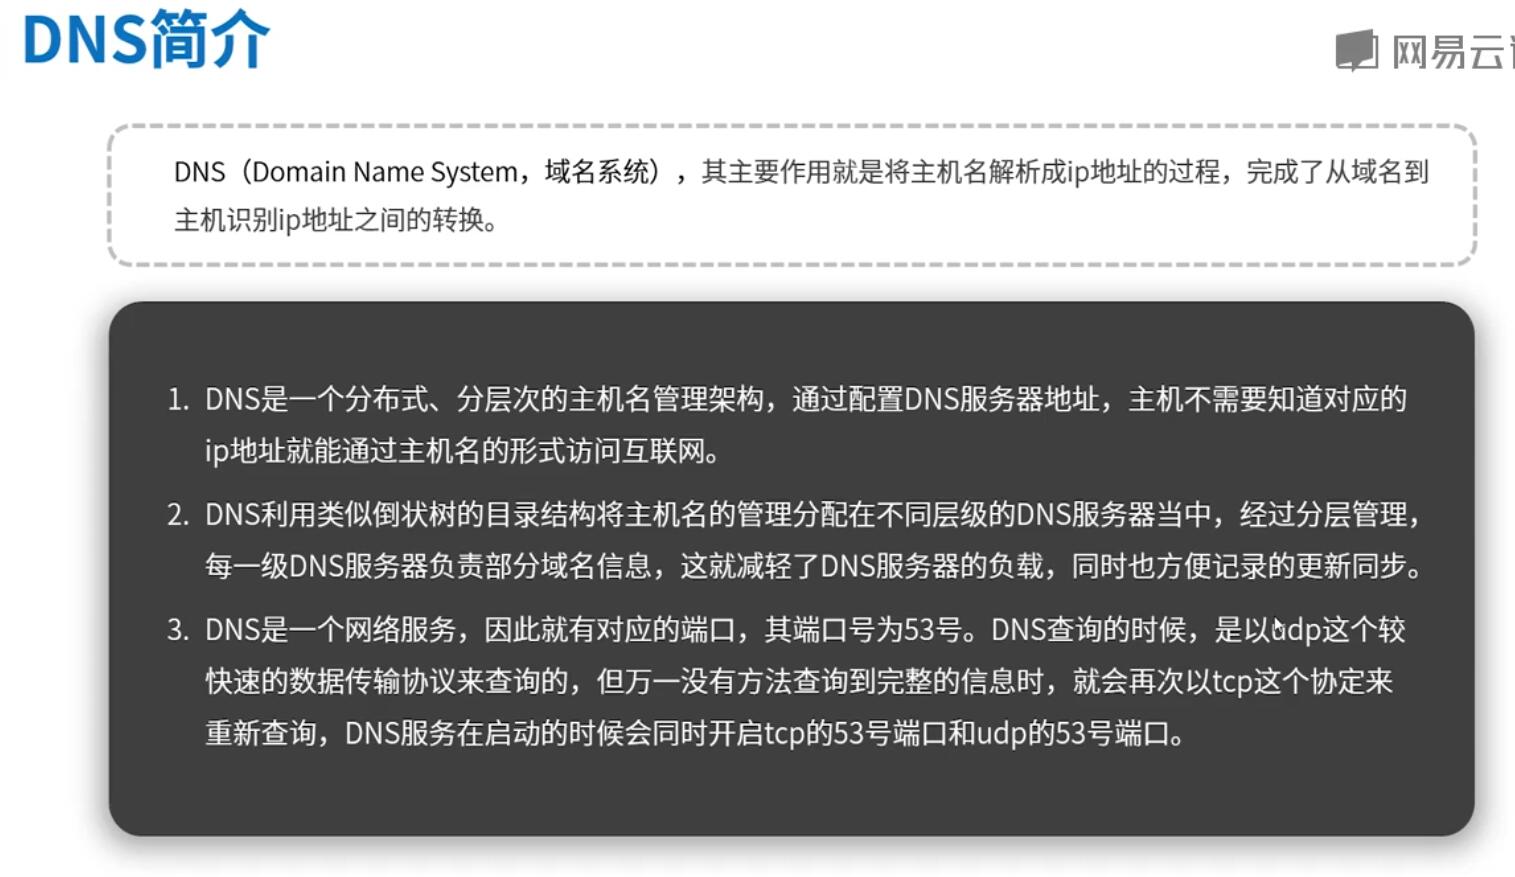 DNS简介
网易云
DNS（Domain Name System，域名系统），其主要作用就是将主机名解析成ip地址的过程，完成了从域名到
主机识别ip地址之间的转换。
1. DNS是一个分布式、分层次的主机名管理架构，通过配置DNS服务器地址，主机不需要知道对应的
ip地址就能通过主机名的形式访问互联网。
2. DNS利用类似倒状树的目录结构将主机名的管理分配在不同层级的DNS服务器当中，经过分层管理，
每一级DNS服务器负责部分域名信息，这就减轻了DNS服务器的负载，同时也方便记录的更新同步。
3. DNS是一个网络服务，因此就有对应的端口，其端口号为53号。DNS查询的时候，是以udp这个较
快速的数据传输协议来查询的，但万一没有方法查询到完整的信息时，就会再次以tcp这个协定来
重新查询，DNS服务在启动的时候会同时开启tcp的53号端口和udp的53号端口。